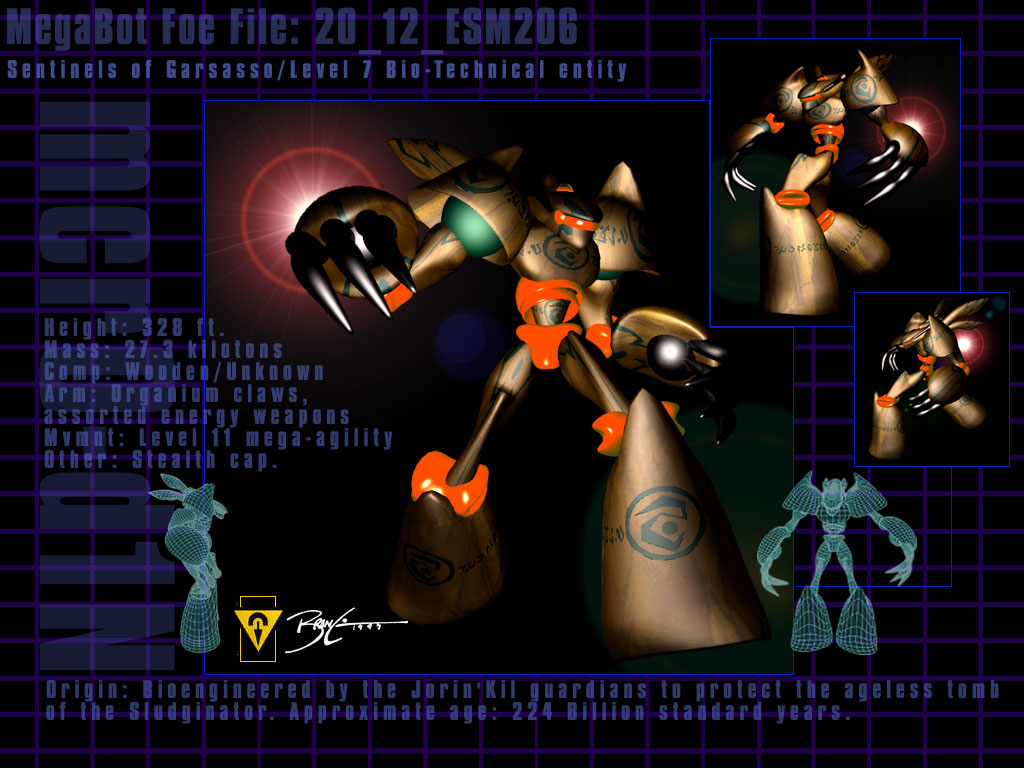 MegaBot Foe File: 20_12_ESM206
Sentinels of Garsasso/Level 7 Bio-Technical entity
Height: 328 ft.
Mass: 27.3 kilotons
Comp: Wooden/Unknown
Arm: Organium claws,
assorted energy weapons
Mvmnt: Level 11 mega-agility
Other: Stealth cap.
1997
Origin: Bioengineered by the Jorin'Kil guardians to protect the ageless tomb
of the Sludginator. Approximate age: 224 Billion standard years.